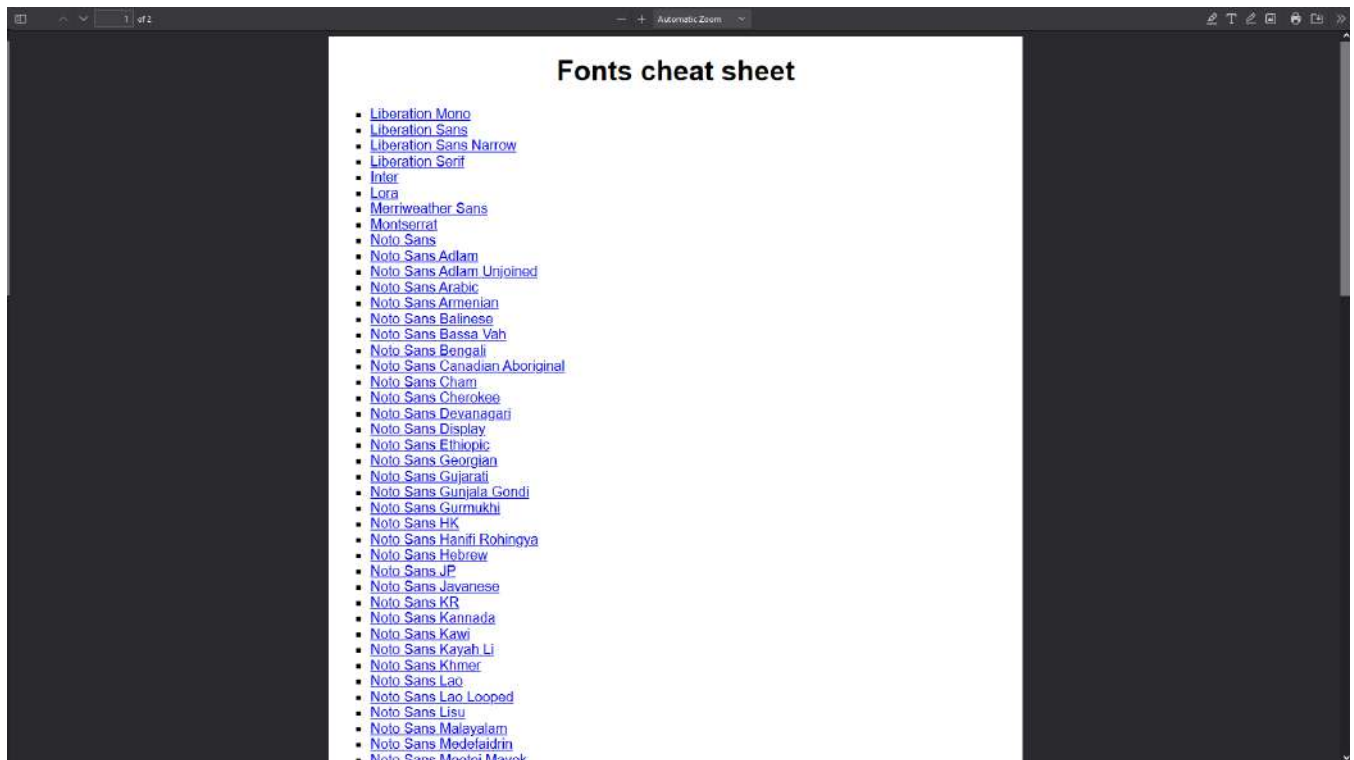 1 of 2
Automatic Zoom
Fonts cheat sheet
Liberation Mono
Liberation Sans
Liberation Sans Narrow
Liberation Serif
Inter
Lora
Merriweather Sans
Montserrat
Noto Sans
Noto Sans Adlam
Noto Sans Adlam Unjoined
Noto Sans Arabic
Noto Sans Armenian
Noto Sans Balinese
Noto Sans Bassa Vah
Noto Sans Bengali
Noto Sans Canadian Aboriginal
Noto Sans Cham
Noto Sans Cherokee
Noto Sans Devanagari
Noto Sans Display
Noto Sans Ethiopic
Noto Sans Georgian
Noto Sans Gujarati
Noto Sans Gunjala Gondi
Noto Sans Gurmukhi
Noto Sans HK
Noto Sans Hanifi Rohingya
Noto Sans Hebrew
Noto Sans JP
Noto Sans Javanese
Noto Sans KR
Noto Sans Kannada
Noto Sans Kawi
Noto Sans Kayah Li
Noto Sans Khmer
Noto Sans Lao
Noto Sans Lao Looped
Noto Sans Lisu
Noto Sans Malayalam
Noto Sans Medefaidrin
Noto Sans Meetei Mayek